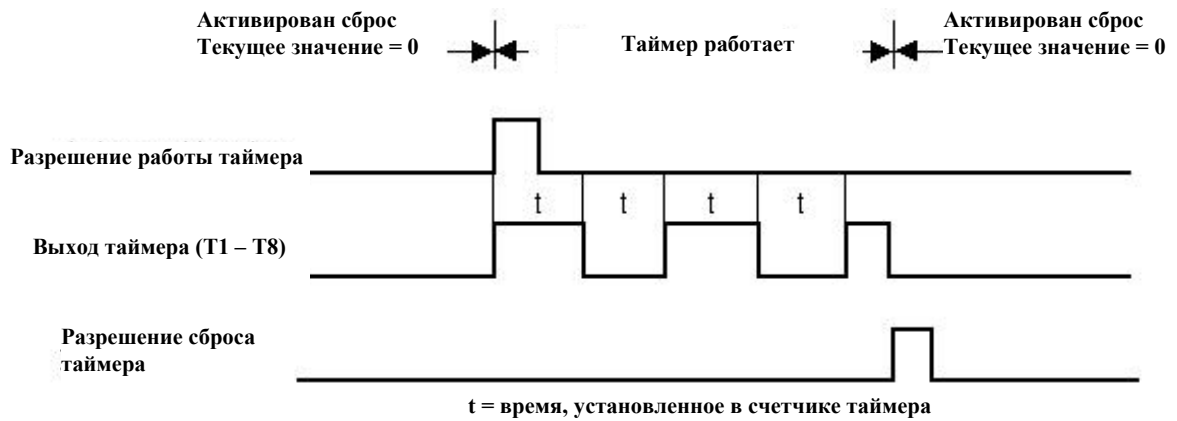 Активирован сброс
Текущее значение = 0
Таймер работает
Активирован сброс
Текущее значение = 0
Разрешение работы таймера
t t t t
Выход таймера (T1 – T8)
Разрешение сброса
таймера
t = время, установленное в счетчике таймера